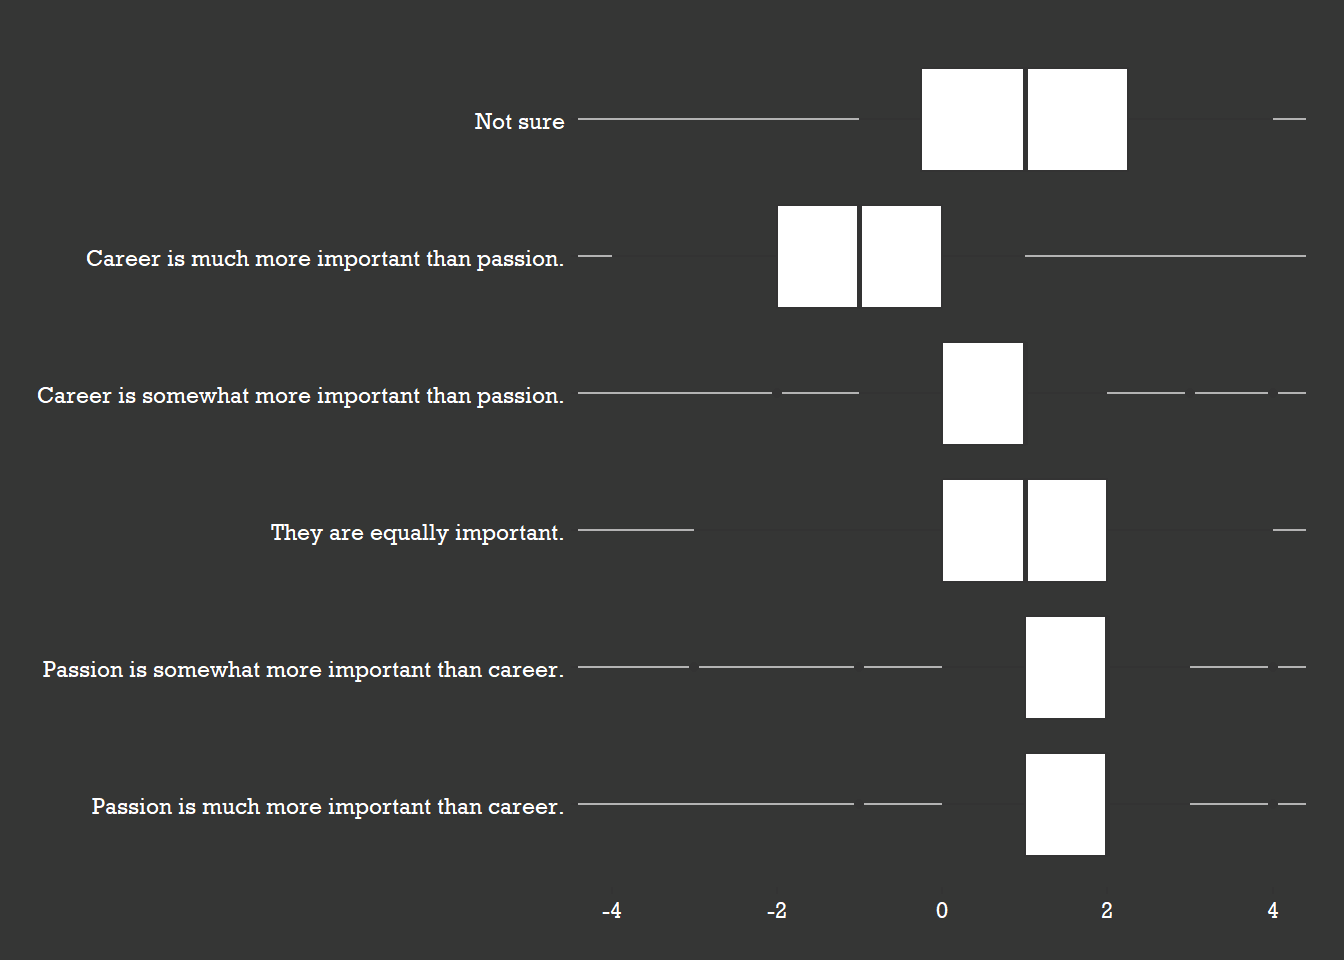 Not sure
Career is much more important than passion.
Career is somewhat more important than passion.
They are equally important.
Passion is somewhat more important than career.
Passion is much more important than career.
-4 -2 0 2 4